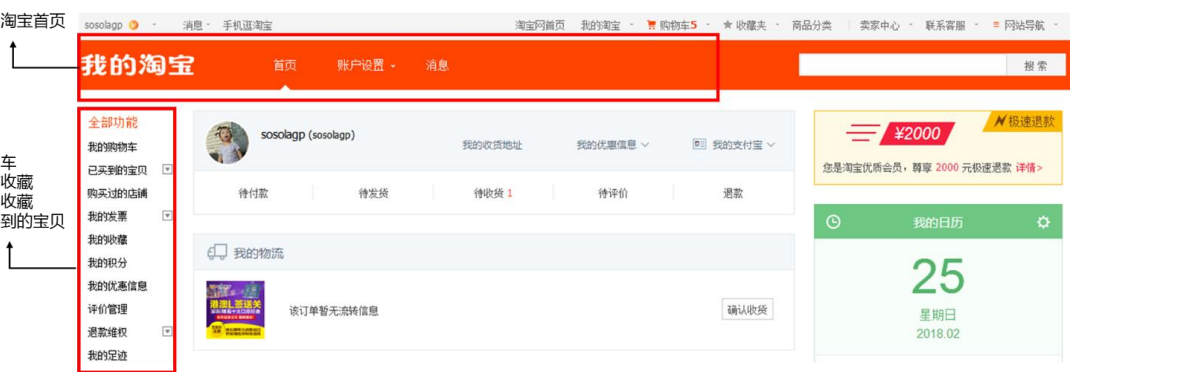 淘宝首页
sosolagp 消息 手机逛淘宝 淘宝网首页 我的淘宝 购物车5 收藏夹 商品分类 卖家中心 联系客服 网站导航
我的淘宝 首页 账户设置 消息 搜索
车
收藏
收藏
到的宝贝
全部功能
我的购物车
已买到的宝贝
购买过的店铺
我的发票
我的收藏
我的积分
我的优惠信息
评价管理
退款维权
我的足迹
sosolagp (sosolagp) 我的收货地址 我的优惠信息 我的支付宝
待付款 待发货 待收货 1 待评价 退款
我的物流
港澳L签送关
该订单暂无流转信息 确认收货
¥2000 极速退款
您是淘宝优质会员，尊享 2000 元极速退款 详情>
我的日历
25
星期日
2018.02